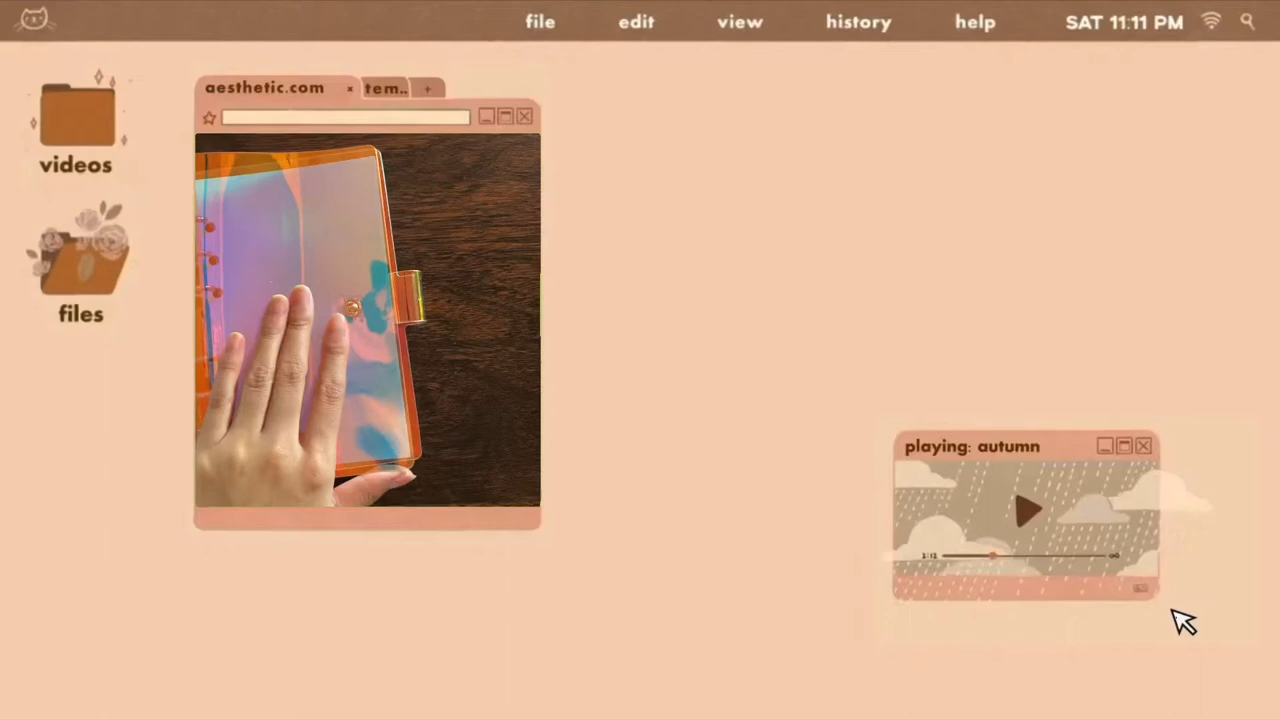 file edit view history help SAT 11:11 PM
aesthetic.com × tem.. +
videos
files
playing: autumn